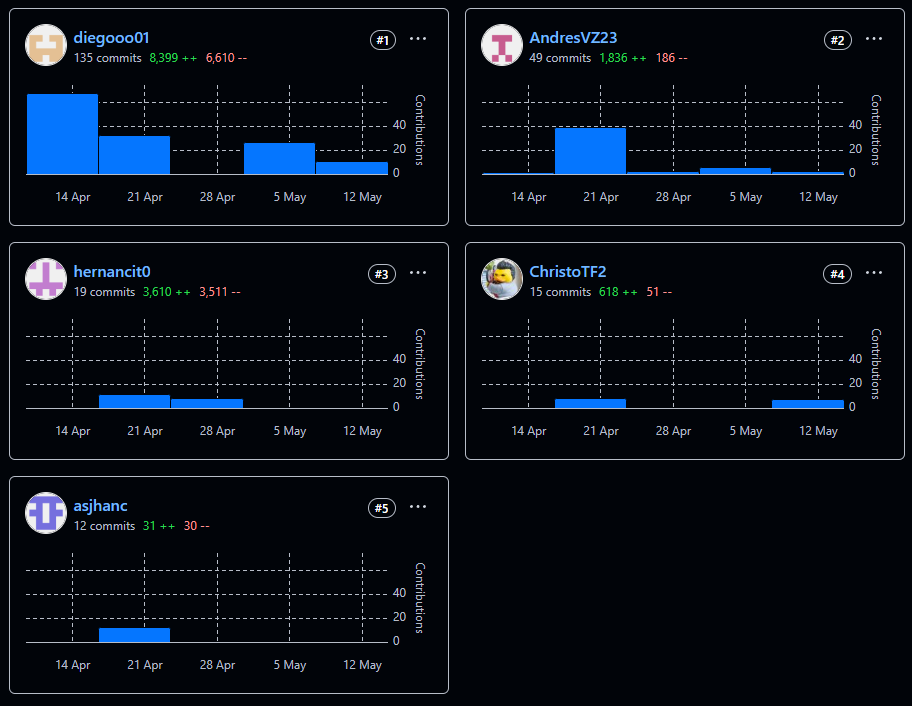 diegooo01
#1
···
135 commits 8,399 ++ 6,610 --
Contributions
40
20
0
14 Apr 21 Apr 28 Apr 5 May 12 May
AndresVZ23
#2
···
49 commits 1,836 ++ 186 --
Contributions
40
20
0
14 Apr 21 Apr 28 Apr 5 May 12 May
hernancit0
#3
···
19 commits 3,610 ++ 3,511 --
Contributions
40
20
0
14 Apr 21 Apr 28 Apr 5 May 12 May
ChristoTF2
#4
···
15 commits 618 ++ 51 --
Contributions
40
20
0
14 Apr 21 Apr 28 Apr 5 May 12 May
asjhanc
#5
···
12 commits 31 ++ 30 --
Contributions
40
20
0
14 Apr 21 Apr 28 Apr 5 May 12 May